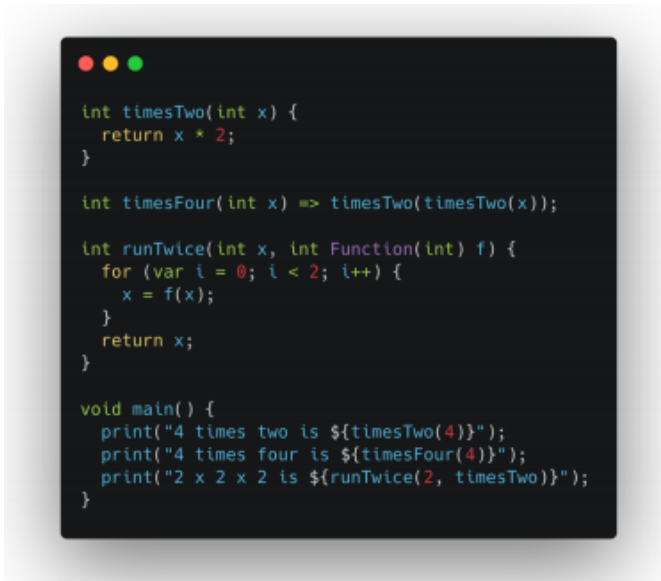 int timesTwo(int x) {
  return x * 2;
}

int timesFour(int x) => timesTwo(timesTwo(x));

int runTwice(int x, int Function(int) f) {
  for (var i = 0; i < 2; i++) {
    x = f(x);
  }
  return x;
}

void main() {
  print("4 times two is ${timesTwo(4)}");
  print("4 times four is ${timesFour(4)}");
  print("2 x 2 x 2 is ${runTwice(2, timesTwo)}");
}